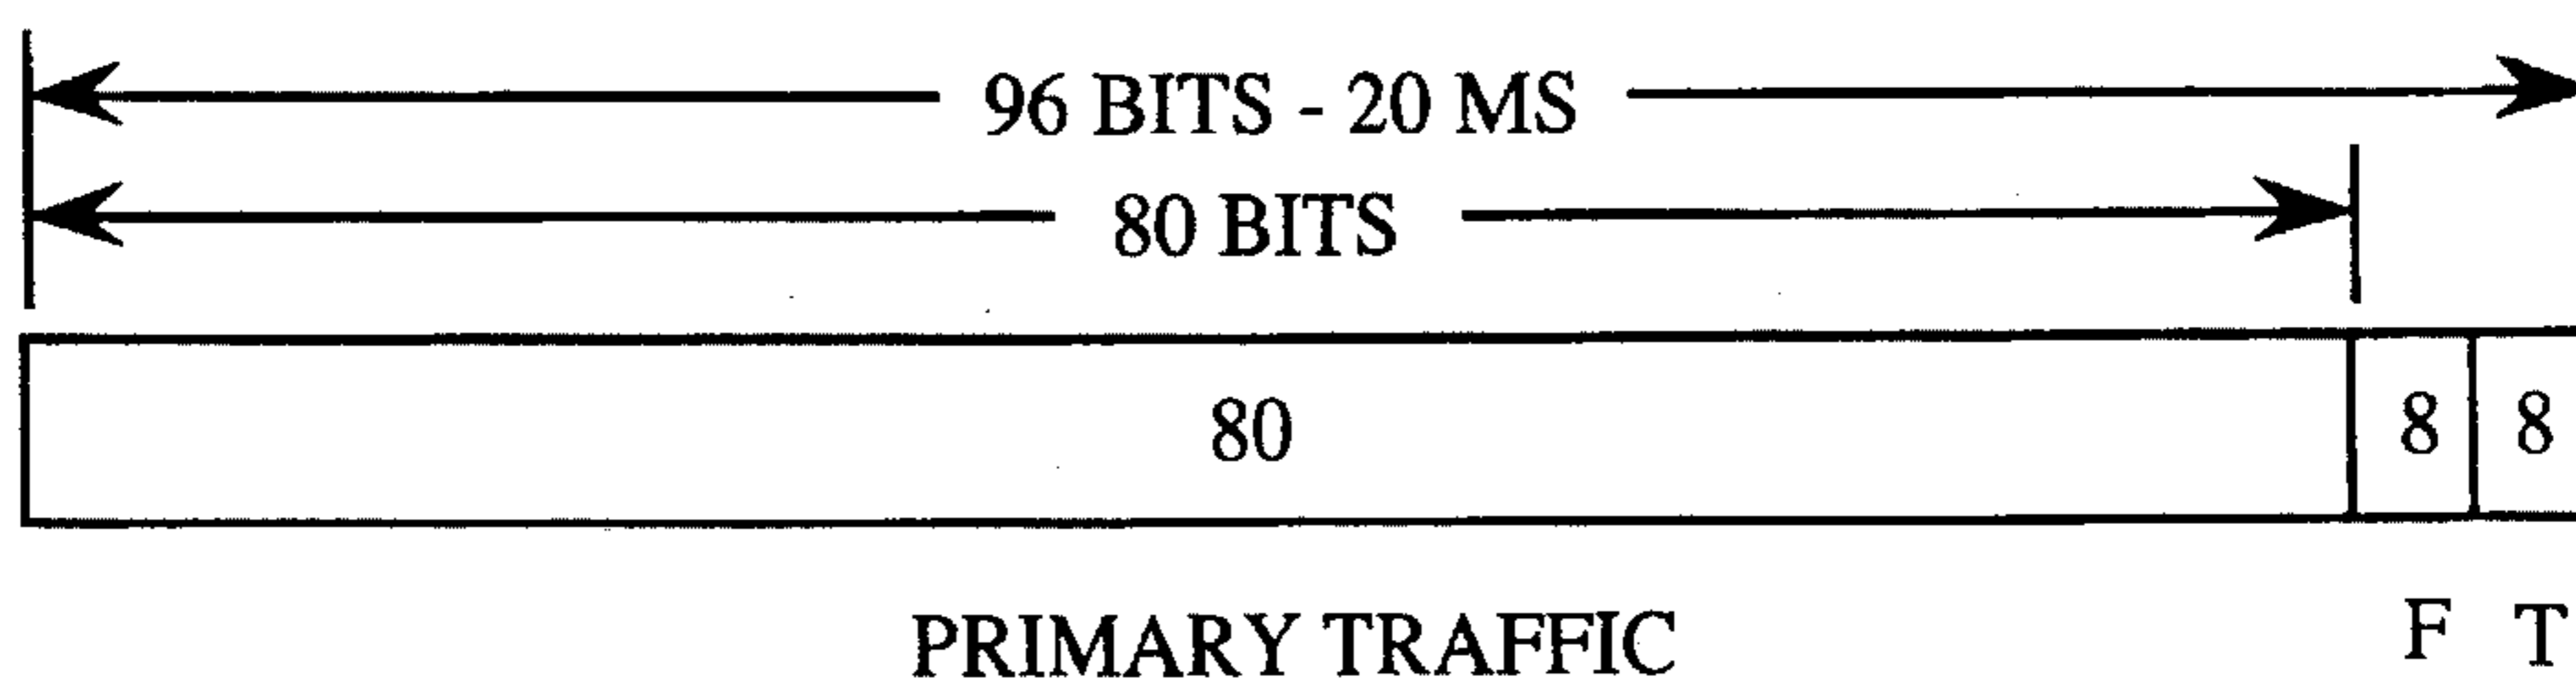 96 BITS - 20 MS
80 BITS
80 8 8
PRIMARY TRAFFIC F T